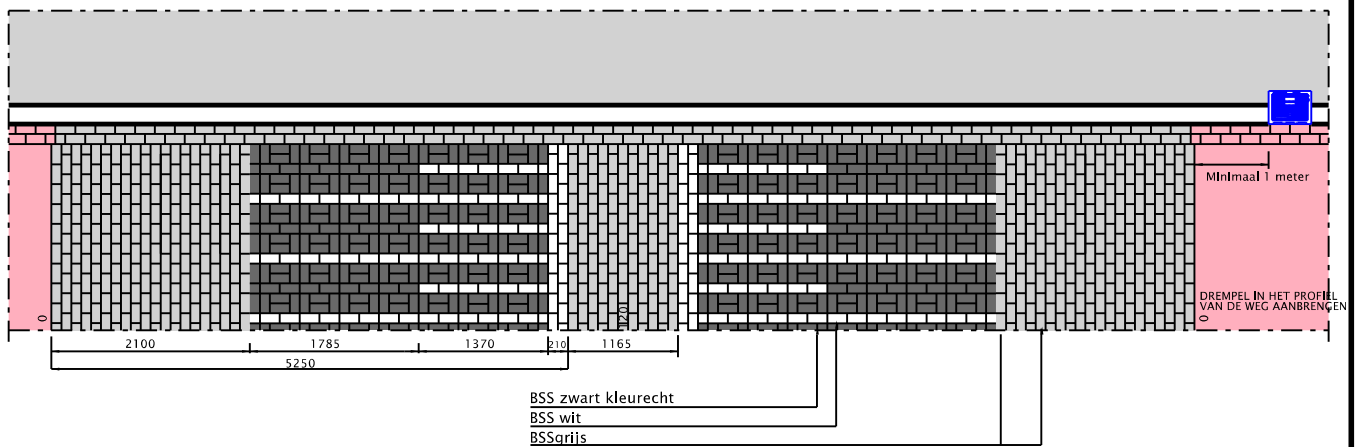 Minimaal 1 meter
DREMPEL IN HET PROFIEL
VAN DE WEG AANBRENGEN
0
120
0
2100
1785
1370
210
1165
5250
BSS zwart kleurecht
BSS wit
BSSgrijs